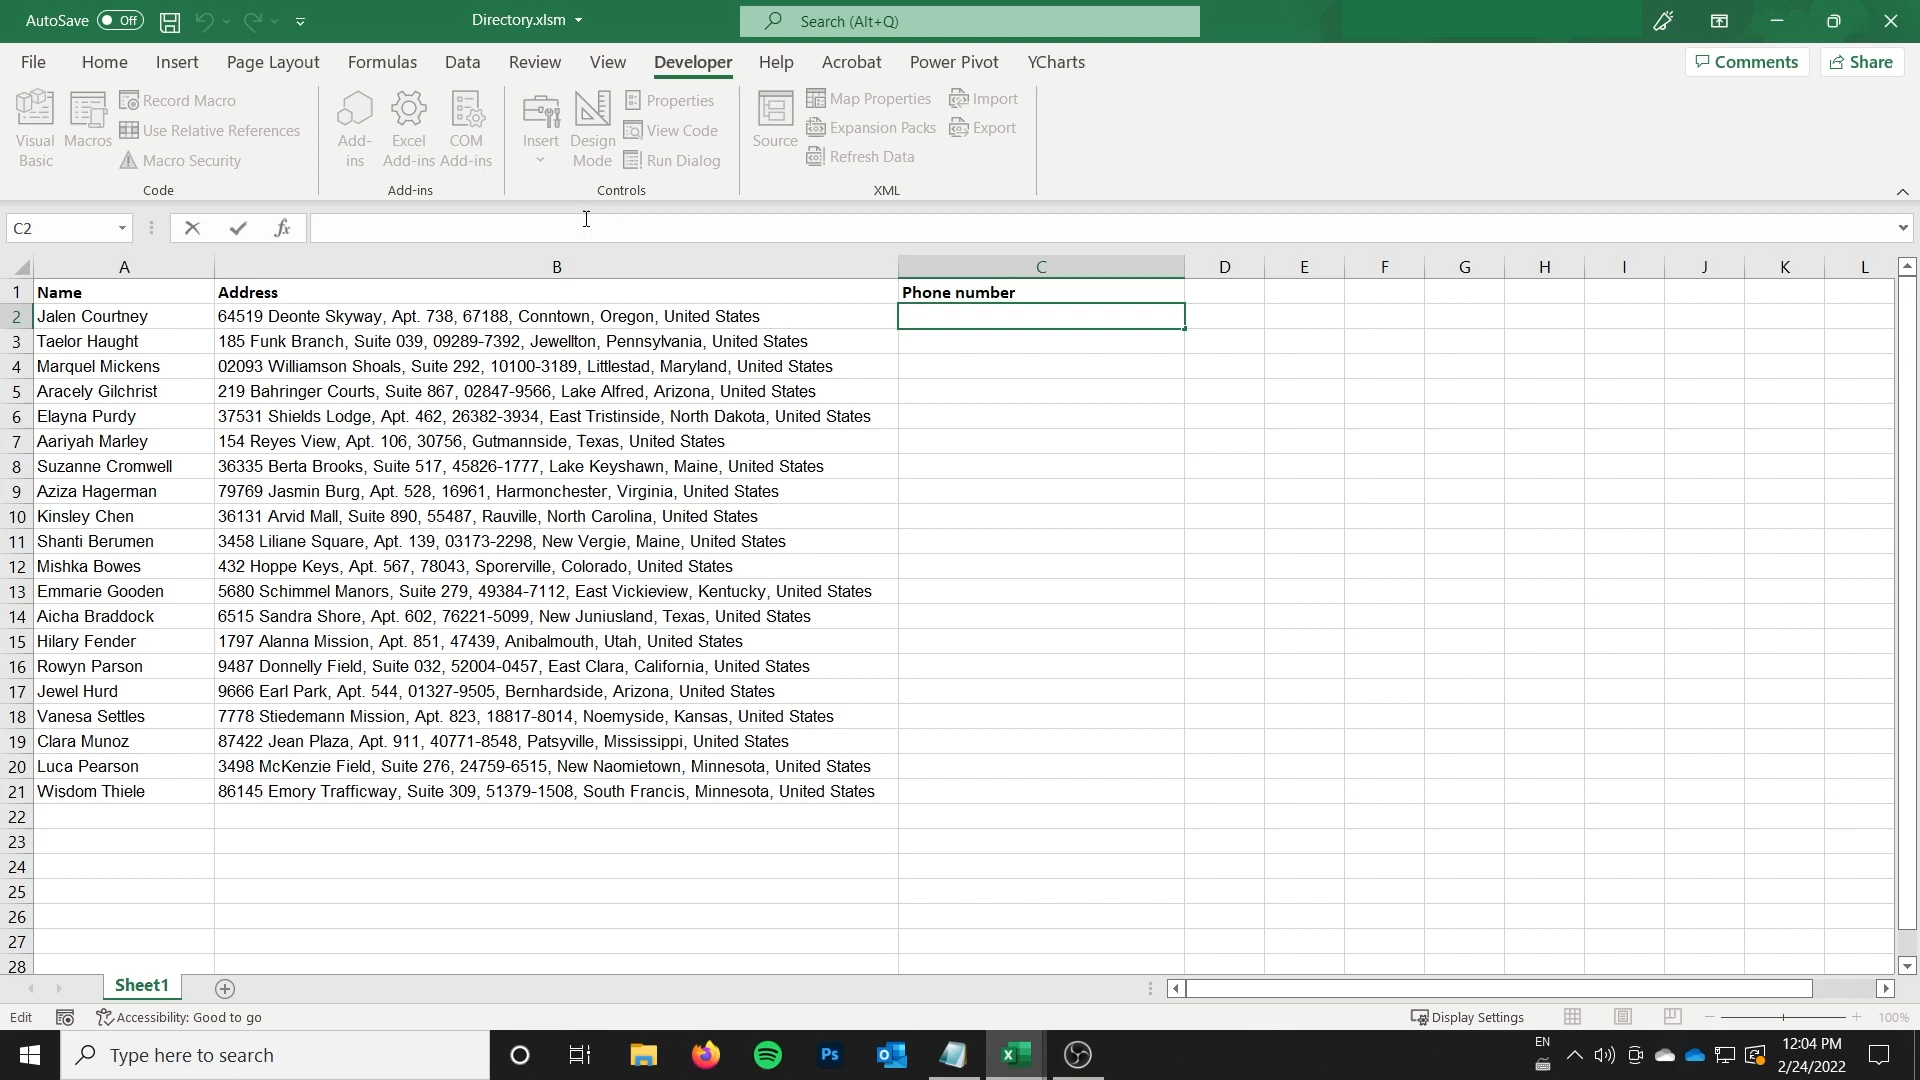 AutoSave Off Directory.xlsm Search (Alt+Q)
File Home Insert Page Layout Formulas Data Review View Developer Help Acrobat Power Pivot YCharts Comments Share
Visual Basic
Macros
Record Macro
Use Relative References
Macro Security
Code
Add-ins
Excel Add-ins
COM Add-ins
Add-ins
Insert
Design Mode
Properties
View Code
Run Dialog
Controls
Source
Map Properties
Expansion Packs
Refresh Data
Import
Export
XML
C2 fx
A B C D E F G H I J K L
1 Name Address Phone number
2 Jalen Courtney 64519 Deonte Skyway, Apt. 738, 67188, Conntown, Oregon, United States
3 Taelor Haught 185 Funk Branch, Suite 039, 09289-7392, Jewellton, Pennsylvania, United States
4 Marquel Mickens 02093 Williamson Shoals, Suite 292, 10100-3189, Littlestad, Maryland, United States
5 Aracely Gilchrist 219 Bahringer Courts, Suite 867, 02847-9566, Lake Alfred, Arizona, United States
6 Elayna Purdy 37531 Shields Lodge, Apt. 462, 26382-3934, East Tristinside, North Dakota, United States
7 Aariyah Marley 154 Reyes View, Apt. 106, 30756, Gutmannside, Texas, United States
8 Suzanne Cromwell 36335 Berta Brooks, Suite 517, 45826-1777, Lake Keyshawn, Maine, United States
9 Aziza Hagerman 79769 Jasmin Burg, Apt. 528, 16961, Harmonchester, Virginia, United States
10 Kinsley Chen 36131 Arvid Mall, Suite 890, 55487, Rauville, North Carolina, United States
11 Shanti Berumen 3458 Liliane Square, Apt. 139, 03173-2298, New Vergie, Maine, United States
12 Mishka Bowes 432 Hoppe Keys, Apt. 567, 78043, Sporerville, Colorado, United States
13 Emmarie Gooden 5680 Schimmel Manors, Suite 279, 49384-7112, East Vickieview, Kentucky, United States
14 Aicha Braddock 6515 Sandra Shore, Apt. 602, 76221-5099, New Juniusland, Texas, United States
15 Hilary Fender 1797 Alanna Mission, Apt. 851, 47439, Anibalmouth, Utah, United States
16 Rowyn Parson 9487 Donnelly Field, Suite 032, 52004-0457, East Clara, California, United States
17 Jewel Hurd 9666 Earl Park, Apt. 544, 01327-9505, Bernhardside, Arizona, United States
18 Vanesa Settles 7778 Stiedemann Mission, Apt. 823, 18817-8014, Noemyside, Kansas, United States
19 Clara Munoz 87422 Jean Plaza, Apt. 911, 40771-8548, Patsyville, Mississippi, United States
20 Luca Pearson 3498 McKenzie Field, Suite 276, 24759-6515, New Naomietown, Minnesota, United States
21 Wisdom Thiele 86145 Emory Trafficway, Suite 309, 51379-1508, South Francis, Minnesota, United States
22
23
24
25
26
27
28
Sheet1
Edit Accessibility: Good to go Display Settings 100%
Type here to search Ps EN 12:04 PM
2/24/2022